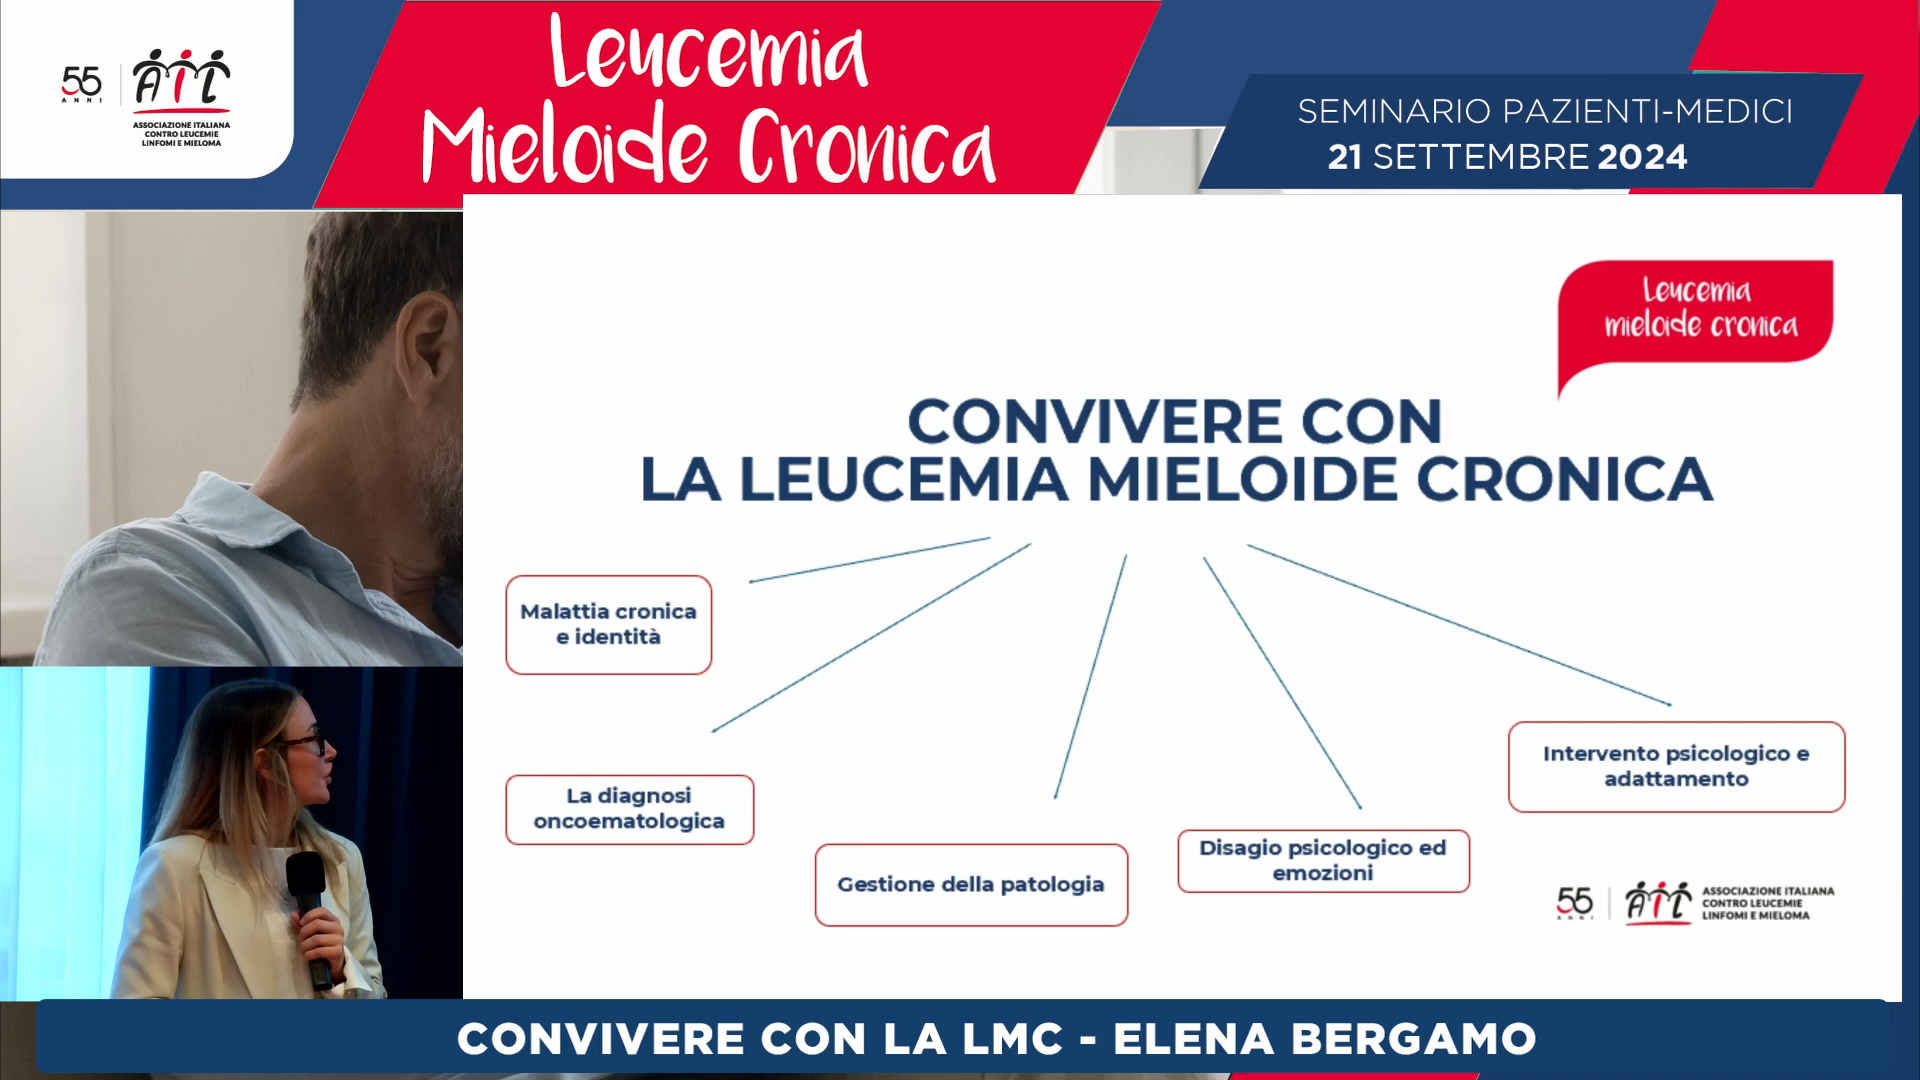 55
ANNI
AIL
ASSOCIAZIONE ITALIANA
CONTRO LEUCEMIE
LINFOMI E MIELOMA
Leucemia
Mieloide Cronica
SEMINARIO PAZIENTI-MEDICI
21 SETTEMBRE 2024
Leucemia
mieloide cronica
CONVIVERE CON
LA LEUCEMIA MIELOIDE CRONICA
Malattia cronica
e identità
La diagnosi
oncoematologica
Gestione della patologia
Disagio psicologico ed
emozioni
Intervento psicologico e
adattamento
55
ANNI
AIL
ASSOCIAZIONE ITALIANA
CONTRO LEUCEMIE
LINFOMI E MIELOMA
CONVIVERE CON LA LMC - ELENA BERGAMO